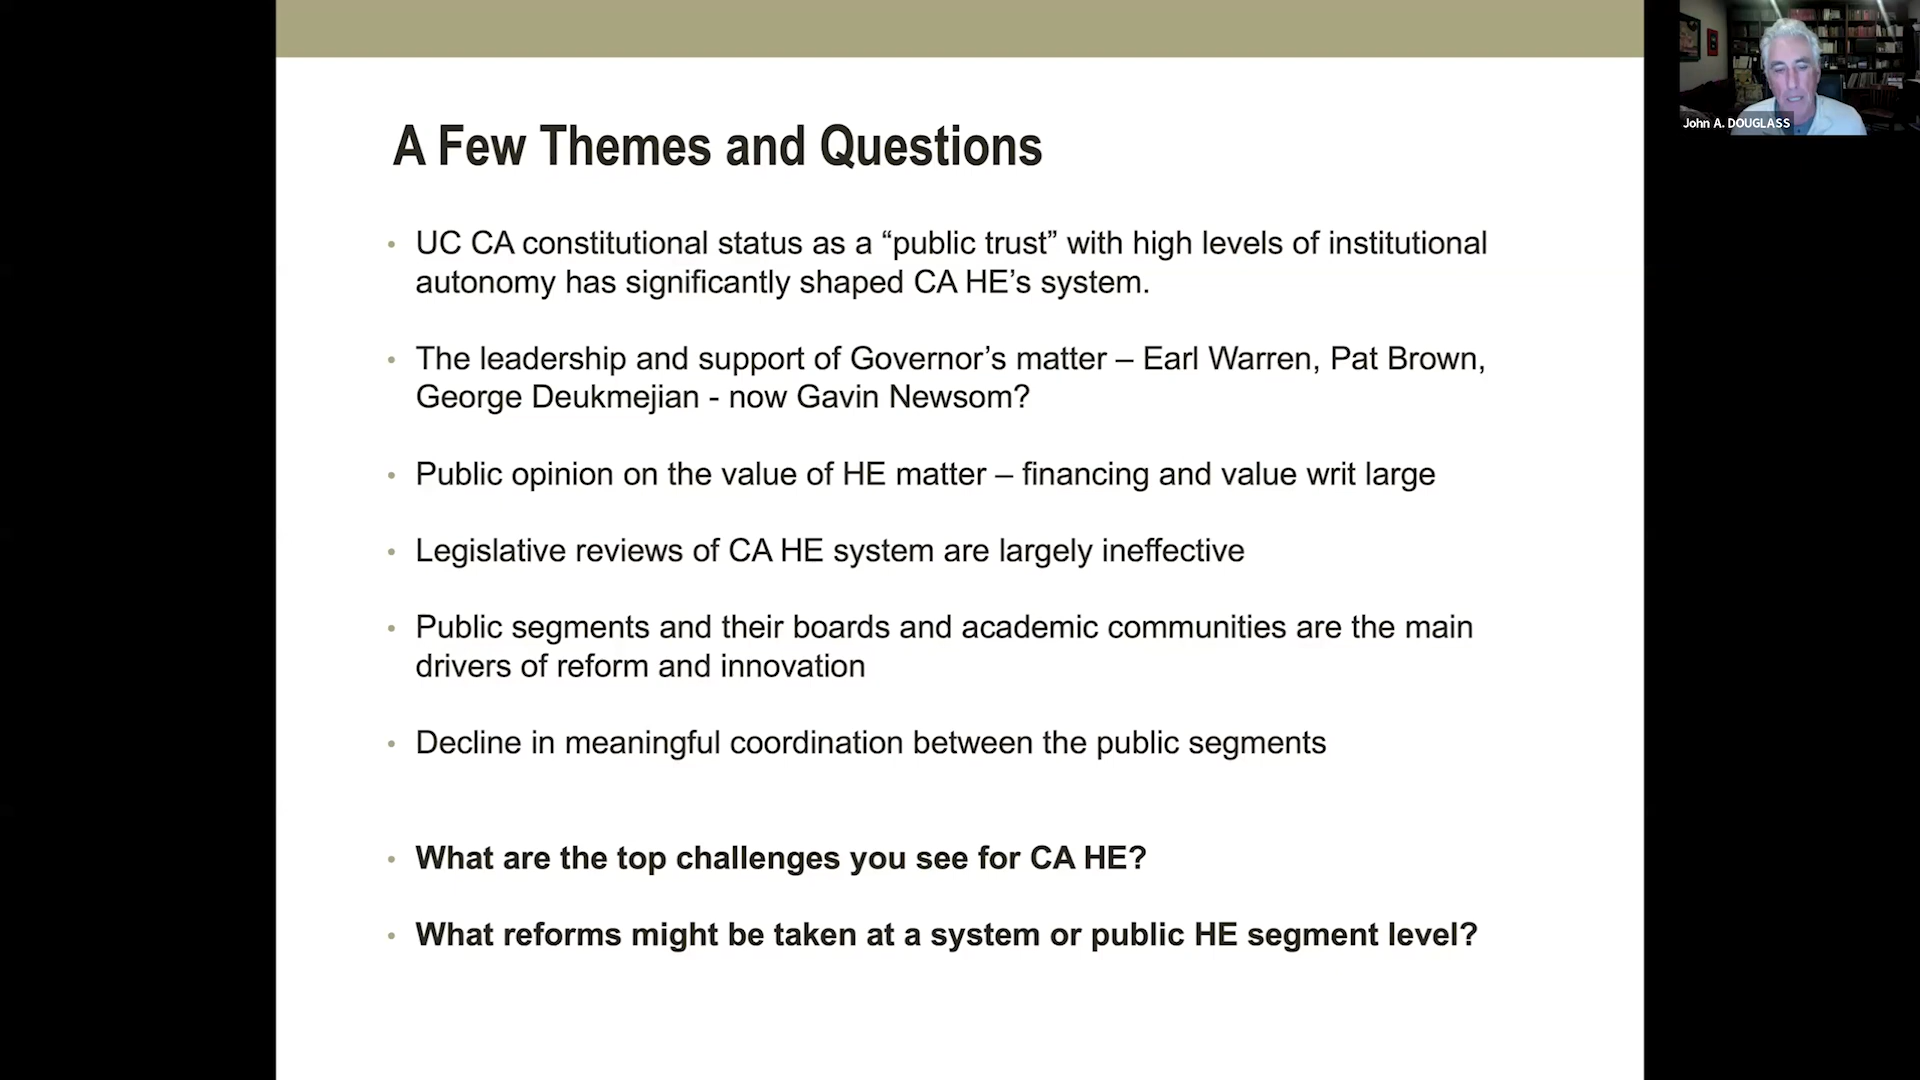 A Few Themes and Questions
John A. DOUGLASS
• UC CA constitutional status as a “public trust” with high levels of institutional
autonomy has significantly shaped CA HE’s system.
• The leadership and support of Governor’s matter – Earl Warren, Pat Brown,
George Deukmejian - now Gavin Newsom?
• Public opinion on the value of HE matter – financing and value writ large
• Legislative reviews of CA HE system are largely ineffective
• Public segments and their boards and academic communities are the main
drivers of reform and innovation
• Decline in meaningful coordination between the public segments
• What are the top challenges you see for CA HE?
• What reforms might be taken at a system or public HE segment level?